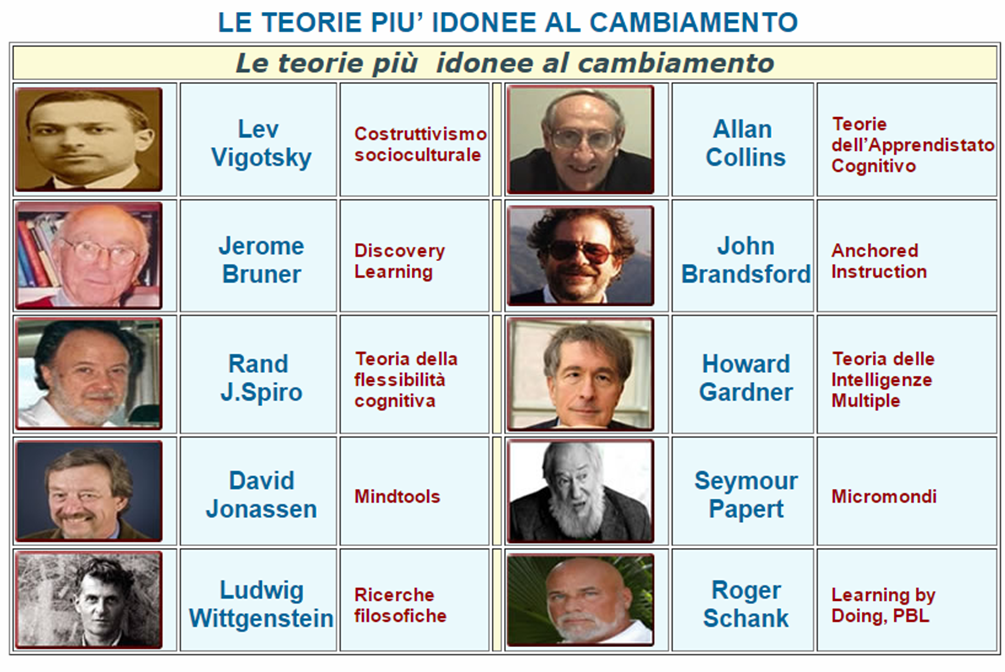 LE TEORIE PIU’ IDONEE AL CAMBIAMENTO
Le teorie più idonee al cambiamento
Lev
Vigotsky
Costruttivismo
socioculturale
Allan
Collins
Teorie
dell’Apprendistato
Cognitivo
Jerome
Bruner
Discovery
Learning
John
Brandsford
Anchored
Instruction
Rand
J.Spiro
Teoria della
flessibilità
cognitiva
Howard
Gardner
Teoria delle
Intelligenze
Multiple
David
Jonassen
Mindtools
Seymour
Papert
Micromondi
Ludwig
Wittgenstein
Ricerche
filosofiche
Roger
Schank
Learning by
Doing, PBL